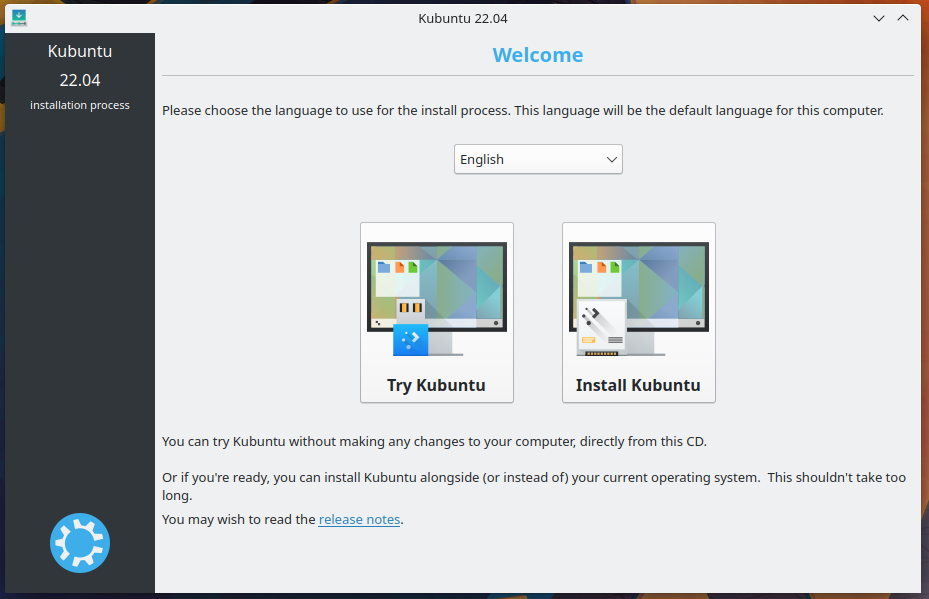 Kubuntu 22.04
Kubuntu
22.04
installation process
Welcome
Please choose the language to use for the install process. This language will be the default language for this computer.
English
Try Kubuntu
Install Kubuntu
You can try Kubuntu without making any changes to your computer, directly from this CD.
Or if you're ready, you can install Kubuntu alongside (or instead of) your current operating system.  This shouldn't take too
long.
You may wish to read the release notes.